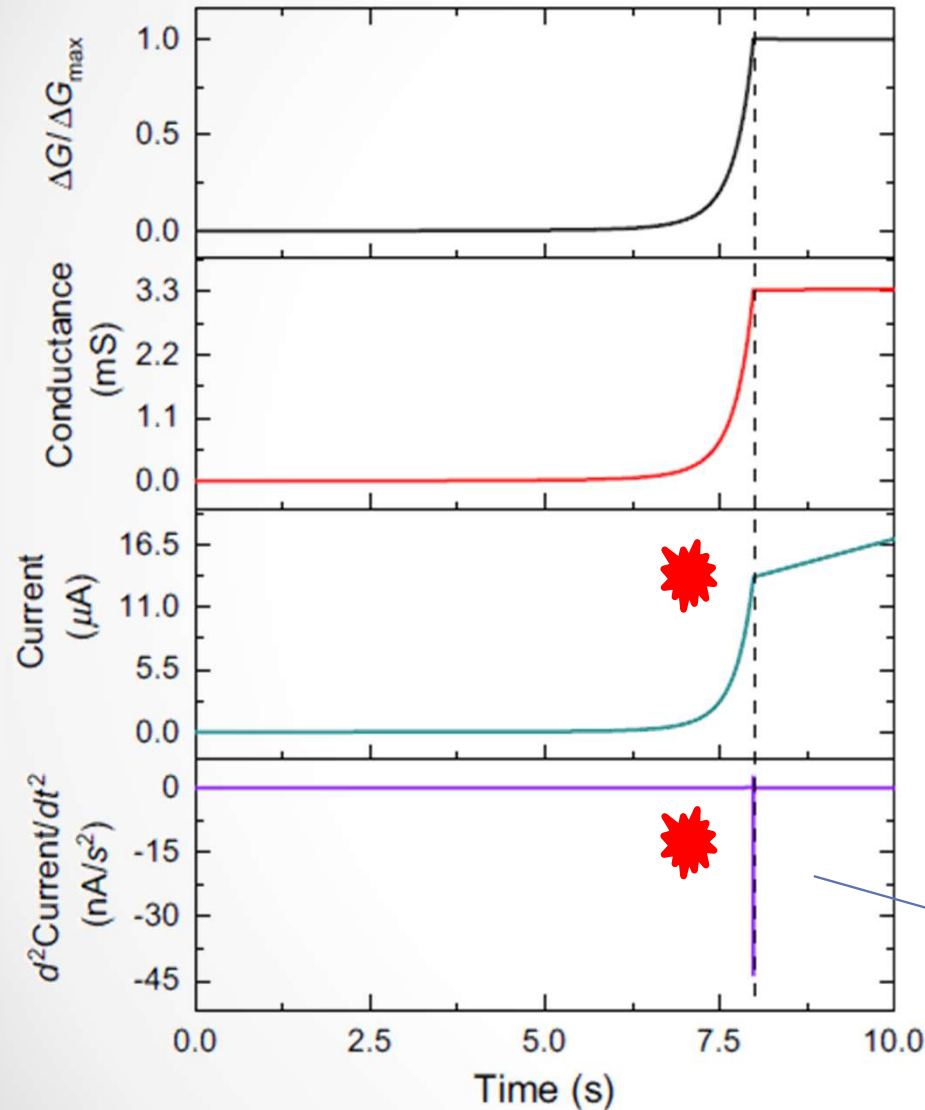 ΔG/ΔGmax
1.0
0.5
0.0
Conductance
(mS)
3.3
2.2
1.1
0.0
Current
(μA)
16.5
11.0
5.5
0.0
d²Current/dt²
(nA/s²)
0
-15
-30
-45
0.0 2.5 5.0 7.5 10.0
Time (s)